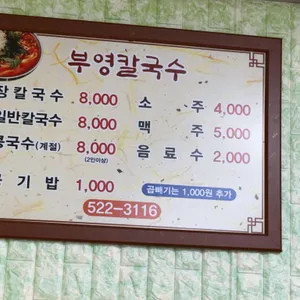 부영칼국수
장칼국수 8,000 소 주 4,000
일반칼국수 8,000 맥 주 5,000
콩국수(계절) 8,000 음료수 2,000
(2인이상)
공기밥 1,000 곱빼기는 1,000원 추가
522-3116